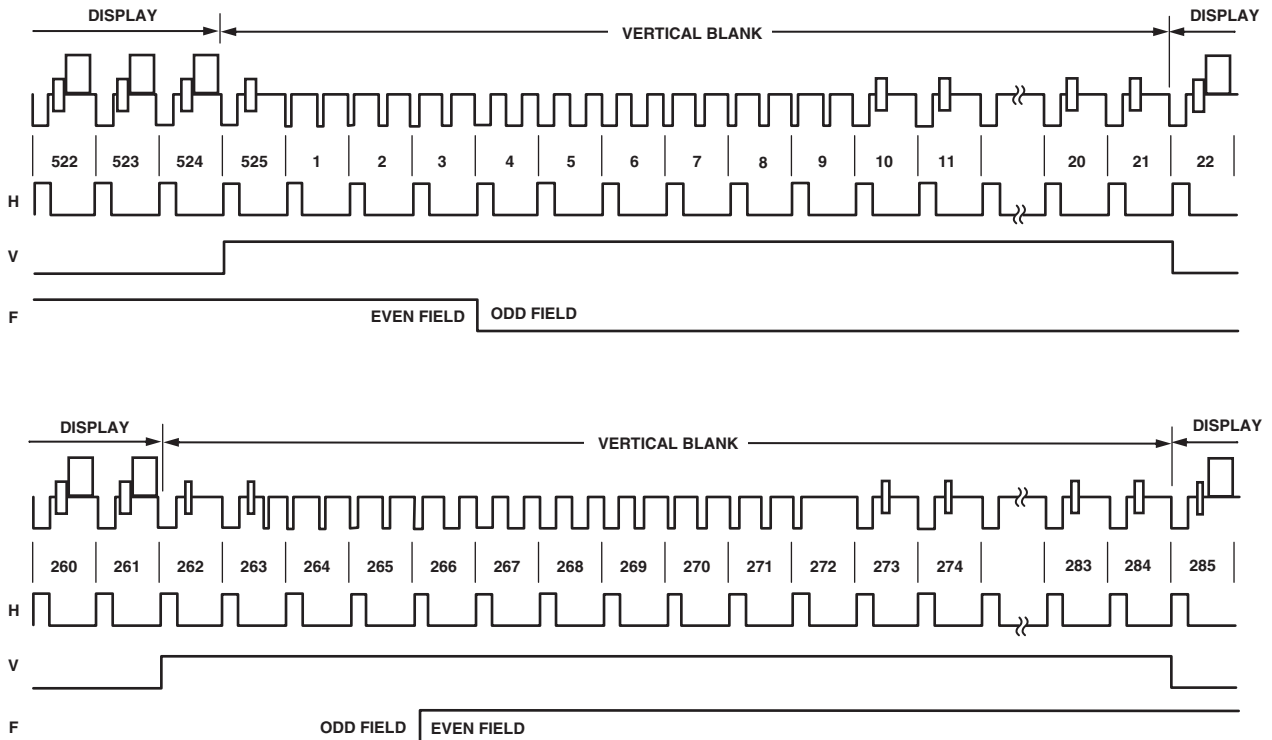 DISPLAY VERTICAL BLANK DISPLAY
522 523 524 525 1 2 3 4 5 6 7 8 9 10 11 20 21 22
H
V
F EVEN FIELD ODD FIELD
DISPLAY VERTICAL BLANK DISPLAY
260 261 262 263 264 265 266 267 268 269 270 271 272 273 274 283 284 285
H
V
F ODD FIELD EVEN FIELD